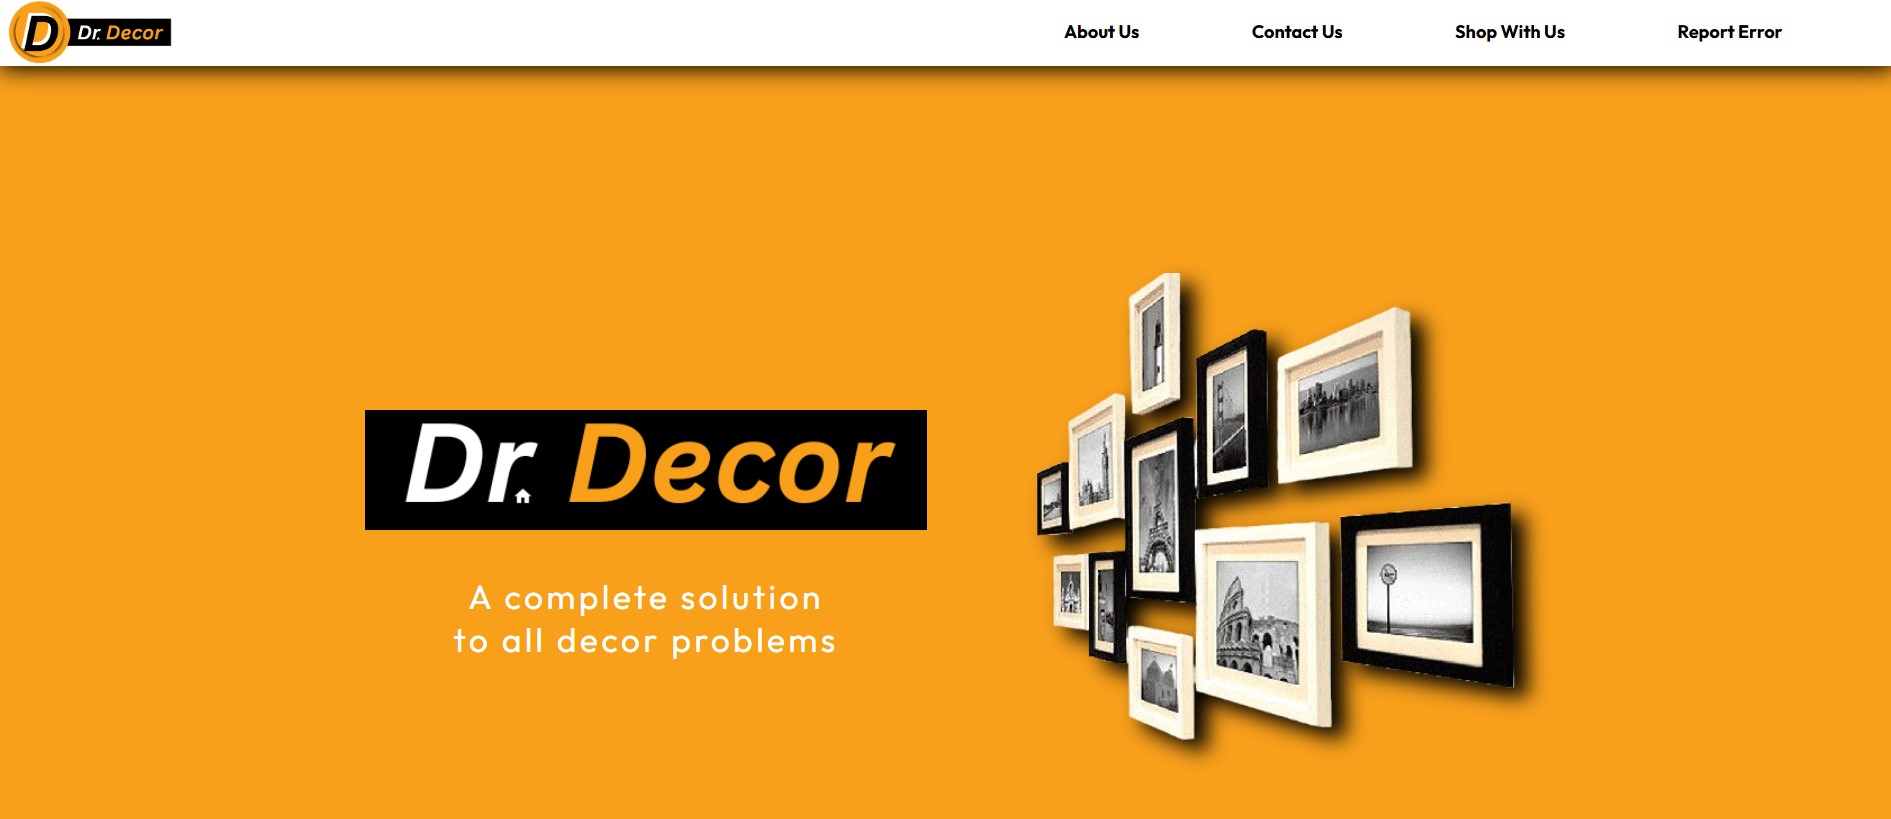 D Dr. Decor
About Us
Contact Us
Shop With Us
Report Error
Dr. Decor
A complete solution
to all decor problems